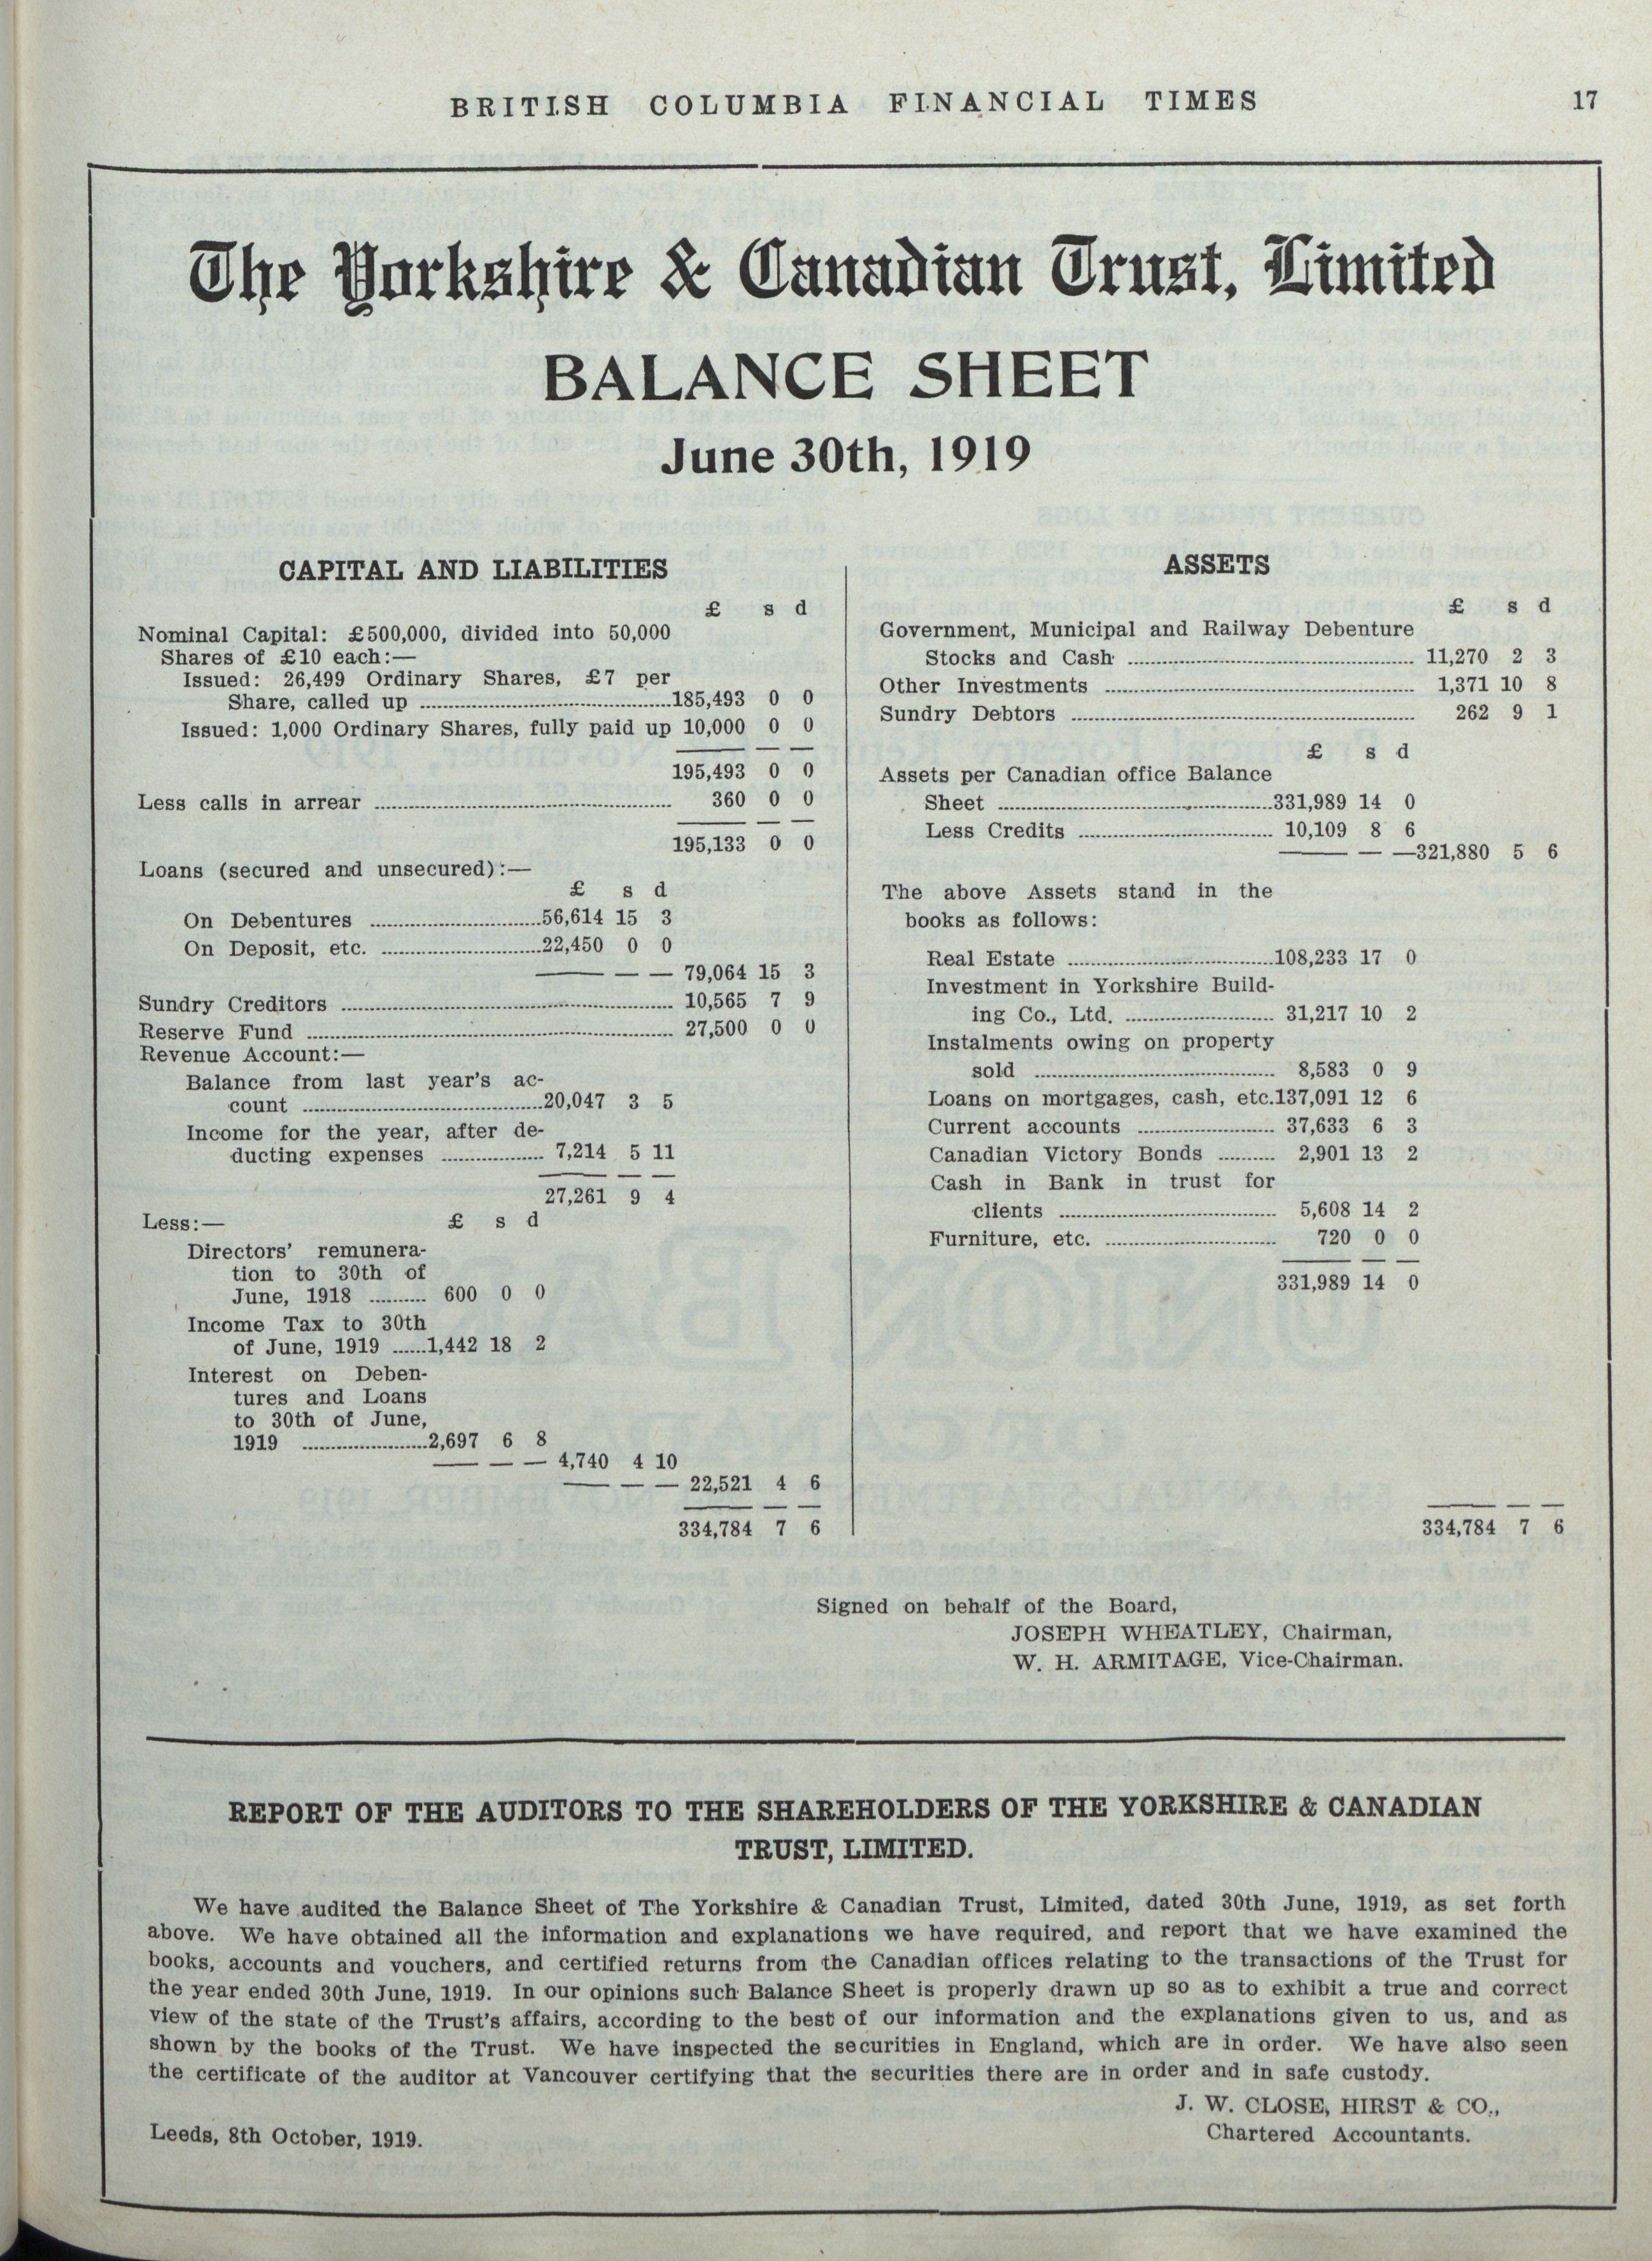 BRITISH COLUMBIA FINANCIAL TIMES 17
The Yorkshire & Canadian Trust, Limited
BALANCE SHEET
June 30th, 1919
CAPITAL AND LIABILITIES
£ s d
Nominal Capital: £500,000, divided into 50,000
Shares of £10 each:—
Issued: 26,499 Ordinary Shares, £7 per
Share, called up ........ 185,493 0 0
Issued: 1,000 Ordinary Shares, fully paid up 10,000 0 0
195,493 0 0
Less calls in arrear ........ 360 0 0
195,133 0 0
Loans (secured and unsecured):—
£ s d
On Debentures ........ 56,614 15 3
On Deposit, etc. ........ 22,450 0 0
79,064 15 3
Sundry Creditors ........ 10,565 7 9
Reserve Fund ........ 27,500 0 0
Revenue Account:—
Balance from last year's ac-
count ........ 20,047 3 5
Income for the year, after de-
ducting expenses ........ 7,214 5 11
27,261 9 4
Less:— £ s d
Directors' remunera-
tion to 30th of
June, 1918 ........ 600 0 0
Income Tax to 30th
of June, 1919 ......1,442 18 2
Interest on Deben-
tures and Loans
to 30th of June,
1919 ........ 2,697 6 8
4,740 4 10
22,521 4 6
334,784 7 6
ASSETS
£ s d
Government, Municipal and Railway Debenture
Stocks and Cash ........ 11,270 2 3
Other Investments ........ 1,371 10 8
Sundry Debtors ........ 262 9 1
£ s d
Assets per Canadian office Balance
Sheet ........ 331,989 14 0
Less Credits ........ 10,109 8 6
—321,880 5 6
The above Assets stand in the
books as follows:
Real Estate ........ 108,233 17 0
Investment in Yorkshire Build-
ing Co., Ltd. ........ 31,217 10 2
Instalments owing on property
sold ........ 8,583 0 9
Loans on mortgages, cash, etc.137,091 12 6
Current accounts ........ 37,633 6 3
Canadian Victory Bonds ........ 2,901 13 2
Cash in Bank in trust for
clients ........ 5,608 14 2
Furniture, etc. ........ 720 0 0
331,989 14 0
334,784 7 6
Signed on behalf of the Board,
JOSEPH WHEATLEY, Chairman,
W. H. ARMITAGE, Vice-Chairman.
REPORT OF THE AUDITORS TO THE SHAREHOLDERS OF THE YORKSHIRE & CANADIAN
TRUST, LIMITED.
We have audited the Balance Sheet of The Yorkshire & Canadian Trust, Limited, dated 30th June, 1919, as set forth
above. We have obtained all the information and explanations we have required, and report that we have examined the
books, accounts and vouchers, and certified returns from the Canadian offices relating to the transactions of the Trust for
the year ended 30th June, 1919. In our opinions such Balance Sheet is properly drawn up so as to exhibit a true and correct
view of the state of the Trust's affairs, according to the best of our information and the explanations given to us, and as
shown by the books of the Trust. We have inspected the securities in England, which are in order. We have also seen
the certificate of the auditor at Vancouver certifying that the securities there are in order and in safe custody.
J. W. CLOSE, HIRST & CO.,
Leeds, 8th October, 1919. Chartered Accountants.